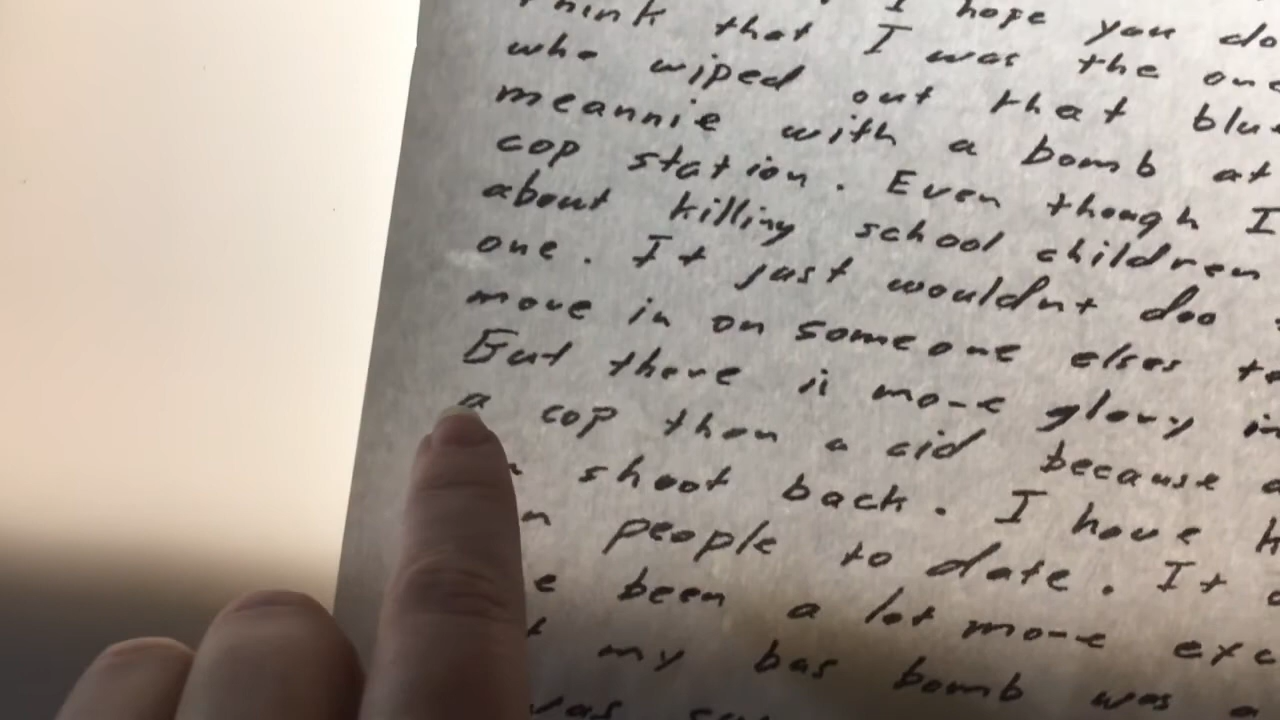 think that I hope you do
who wiped out that I was the one
meannie with a bomb at blu
cop station. Even though I
about killing school children
one. It just wouldnt doo
move in on someone elses te
But there is more glory in
a cop than a cid because a
shoot back. I have
people to date. It
been a lot more exc
my bas bomb was a